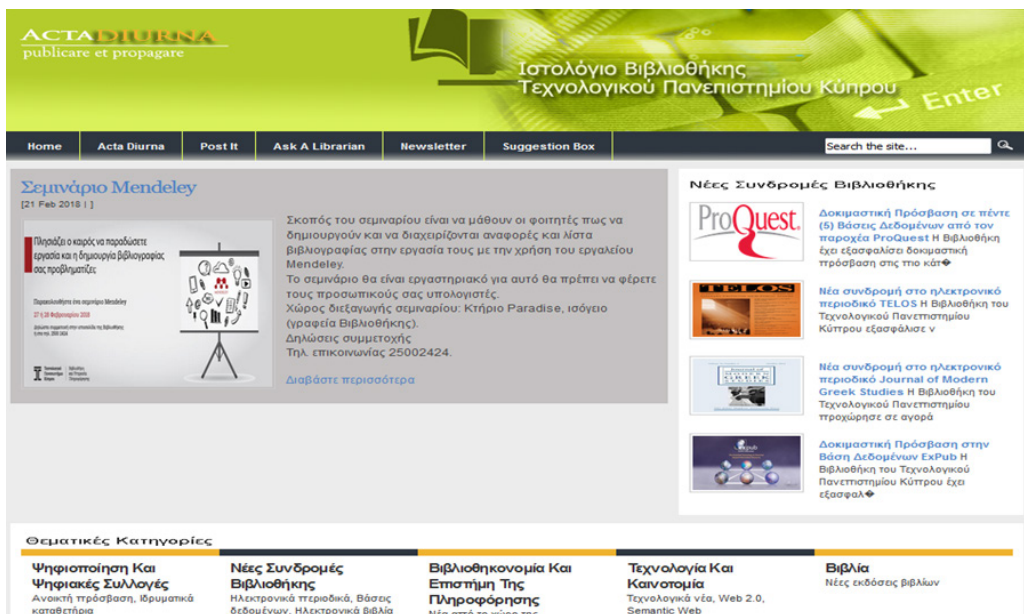 ACTADIURNA
publicare et propagare
Ιστολόγιο Βιβλιοθήκης
Τεχνολογικού Πανεπιστημίου Κύπρου
Enter
Home Acta Diurna Post It Ask A Librarian Newsletter Suggestion Box Search the site...
Σεμινάριο Mendeley
[21 Feb 2018 | ]
Πλησιάζει ο καιρός να παραδώσετε
εργασία και η δημιουργία βιβλιογραφίας
σας προβληματίζει;
Παρακολουθήστε ένα σεμινάριο Mendeley
27 ή 28 Φεβρουαρίου 2018
Σκοπός του σεμιναρίου είναι να μάθουν οι φοιτητές πως να
δημιουργούν και να διαχειρίζονται αναφορές και λίστα
βιβλιογραφίας στην εργασία τους με την χρήση του εργαλείου
Mendeley.
Το σεμινάριο θα είναι εργαστηριακό για αυτό θα πρέπει να φέρετε
τους προσωπικούς σας υπολογιστές.
Χώρος διεξαγωγής σεμιναρίου: Κτήριο Paradise, ισόγειο
(γραφεία Βιβλιοθήκης).
Δηλώσεις συμμετοχής
Τηλ. επικοινωνίας 25002424.
Διαβάστε περισσότερα
Νέες Συνδρομές Βιβλιοθήκης
ProQuest.
Δοκιμαστική Πρόσβαση σε πέντε
(5) Βάσεις Δεδομένων από τον
παροχέα ProQuest Η Βιβλιοθήκη
έχει εξασφαλίσει δοκιμαστική
πρόσβαση στις πιο κάτ�
TELOS
Νέα συνδρομή στο ηλεκτρονικό
περιοδικό TELOS Η Βιβλιοθήκη του
Τεχνολογικού Πανεπιστημίου
Κύπρου εξασφάλισε ν
Νέα συνδρομή στο ηλεκτρονικό
περιοδικό Journal of Modern
Greek Studies Η Βιβλιοθήκη του
Τεχνολογικού Πανεπιστημίου
προχώρησε σε αγορά
Δοκιμαστική Πρόσβαση στην
Βάση Δεδομένων ExPub Η
Βιβλιοθήκη του Τεχνολογικού
Πανεπιστημίου Κύπρου έχει
εξασφαλ�
Θεματικές Κατηγορίες
Ψηφιοποίηση Και
Ψηφιακές Συλλογές
Ανοικτή πρόσβαση, Ιδρυματικά
καταθετήρια
Νέες Συνδρομές
Βιβλιοθήκης
Ηλεκτρονικά περιοδικά, Βάσεις
δεδομένων, Ηλεκτρονικά Βιβλία
Βιβλιοθηκονομία Και
Επιστήμη Της
Πληροφόρησης
Νέα από το χώρο της
Τεχνολογία Και
Καινοτομία
Τεχνολογικά νέα, Web 2.0,
Semantic Web
Βιβλία
Νέες εκδόσεις βιβλίων